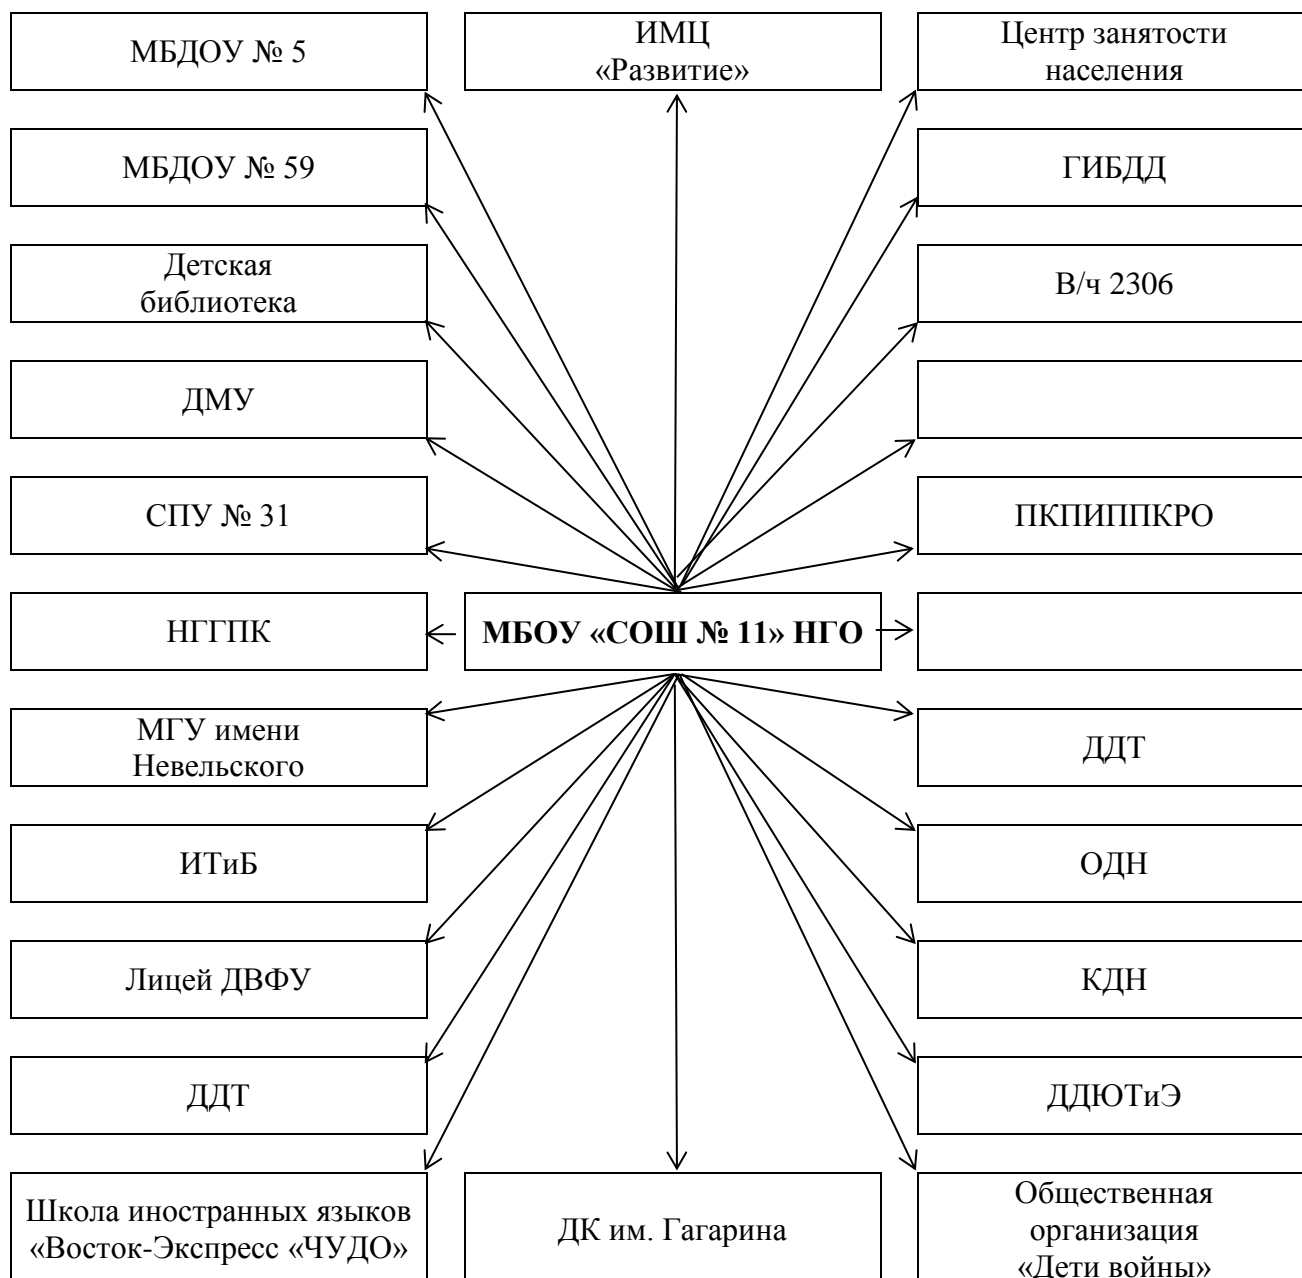 МБДОУ № 5
ИМЦ
«Развитие»
Центр занятости
населения
МБДОУ № 59
ГИБДД
Детская
библиотека
В/ч 2306
ДМУ
СПУ № 31
ПКПИППКРО
НГГПК
МБОУ «СОШ № 11» НГО
МГУ имени
Невельского
ДДТ
ИТиБ
ОДН
Лицей ДВФУ
КДН
ДДТ
ДДЮТиЭ
Школа иностранных языков
«Восток-Экспресс «ЧУДО»
ДК им. Гагарина
Общественная
организация
«Дети войны»